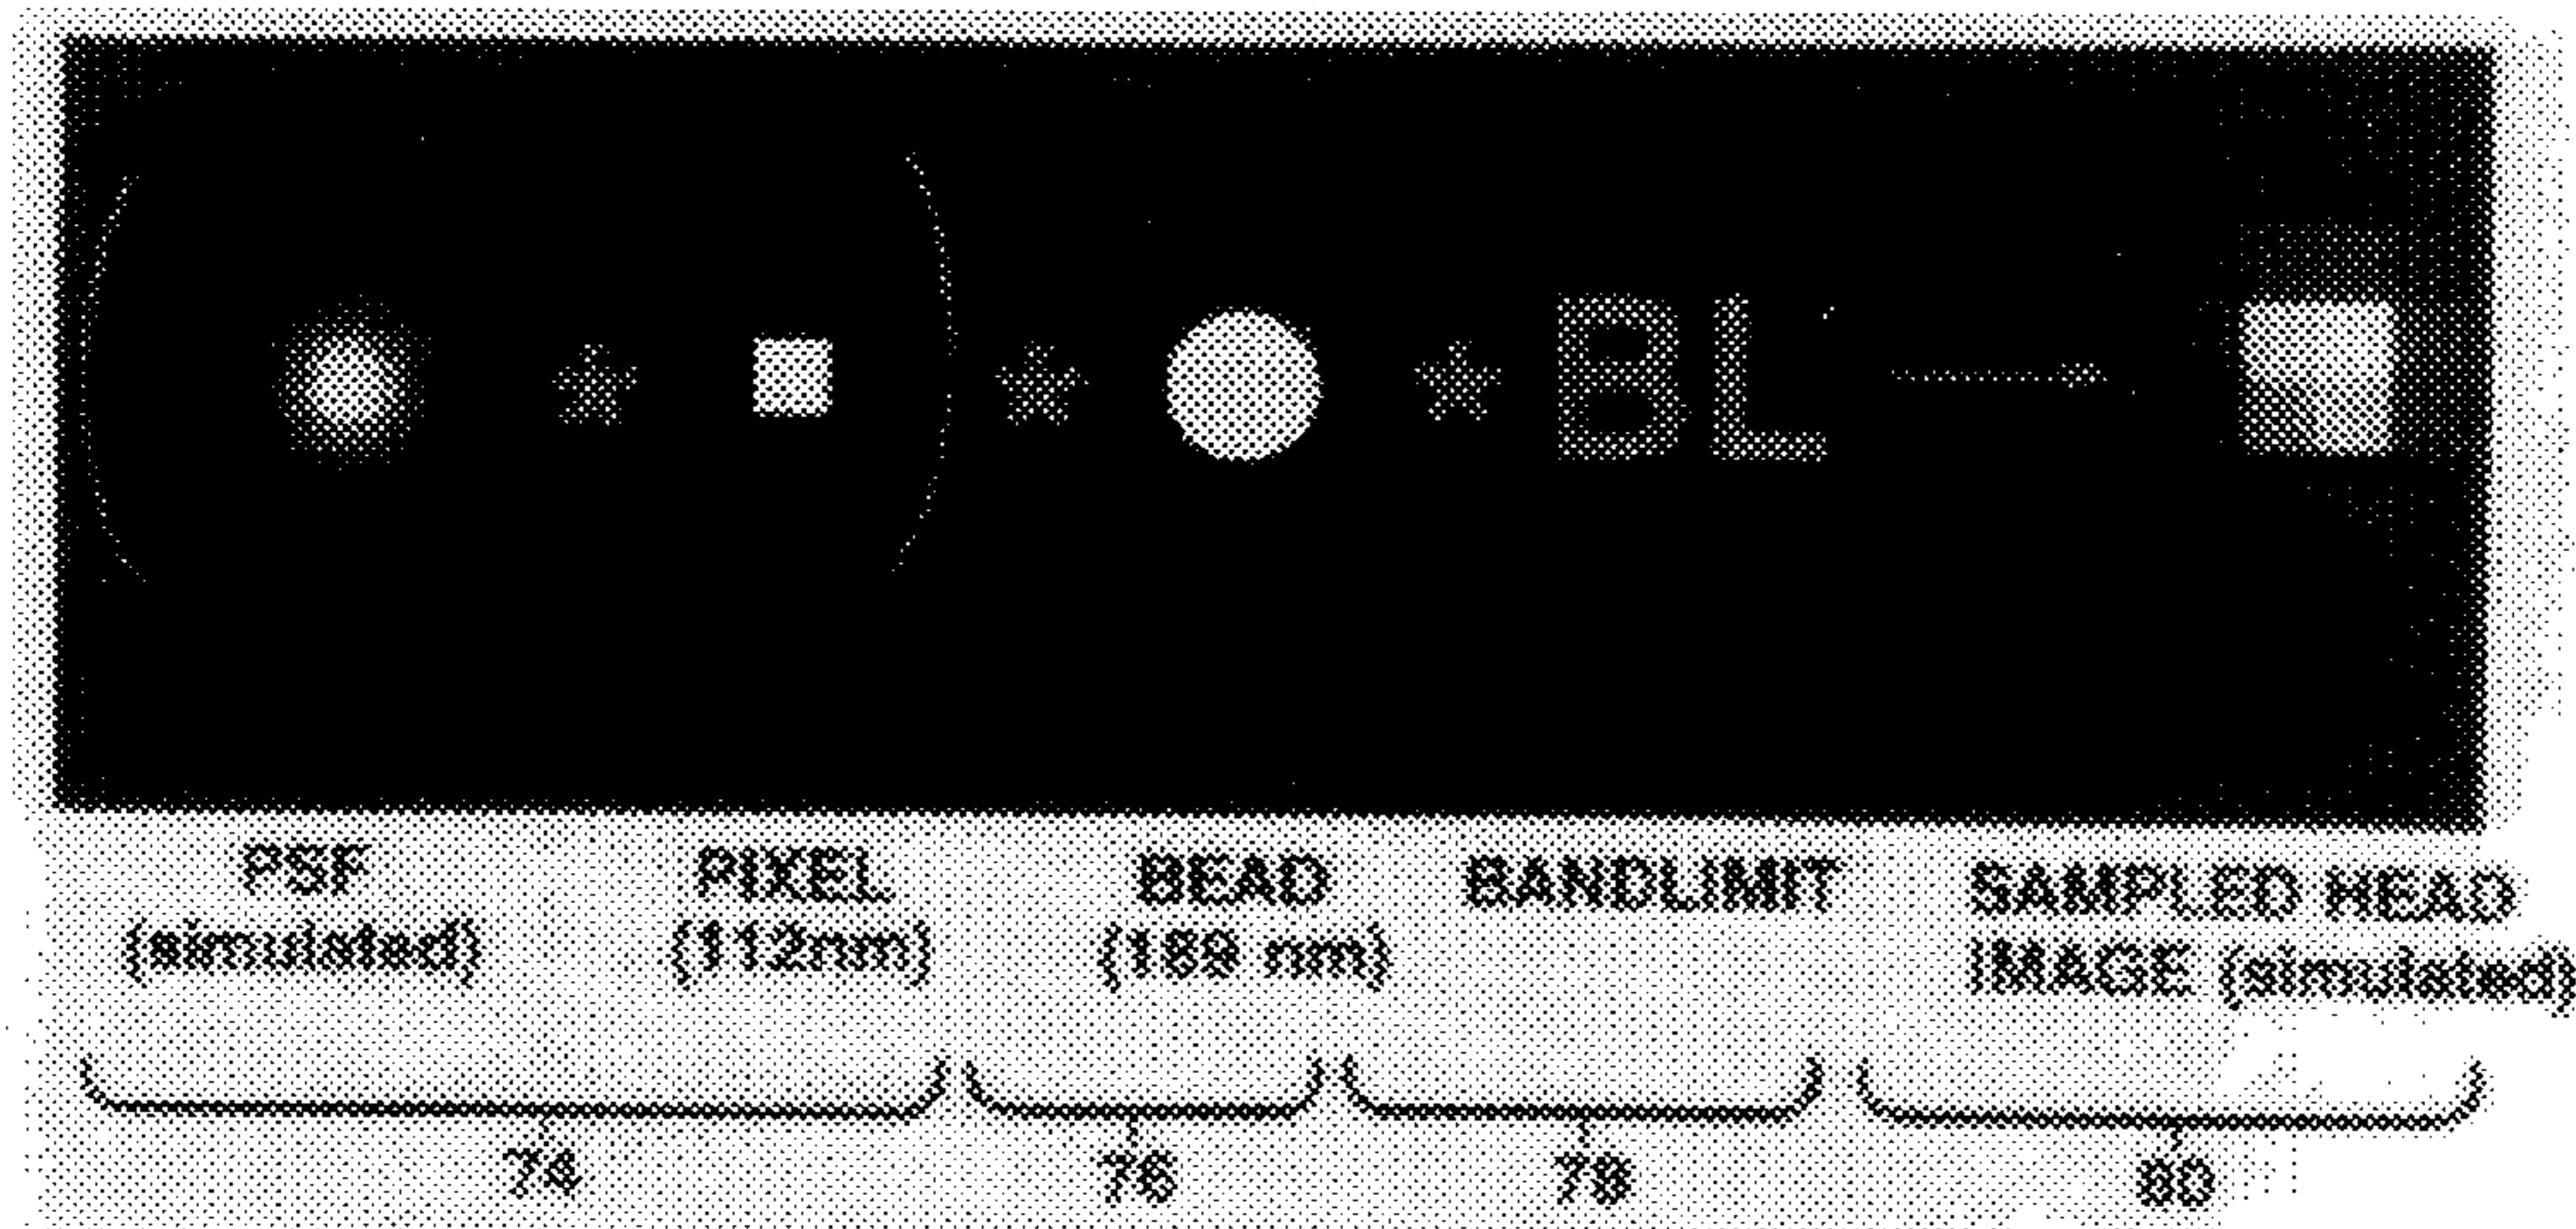 BL
PSF PIXEL BEAD BANDLIMIT SAMPLED HEAD
(simulated) (112nm) (189 nm) IMAGE (simulated)
74 76 78 80